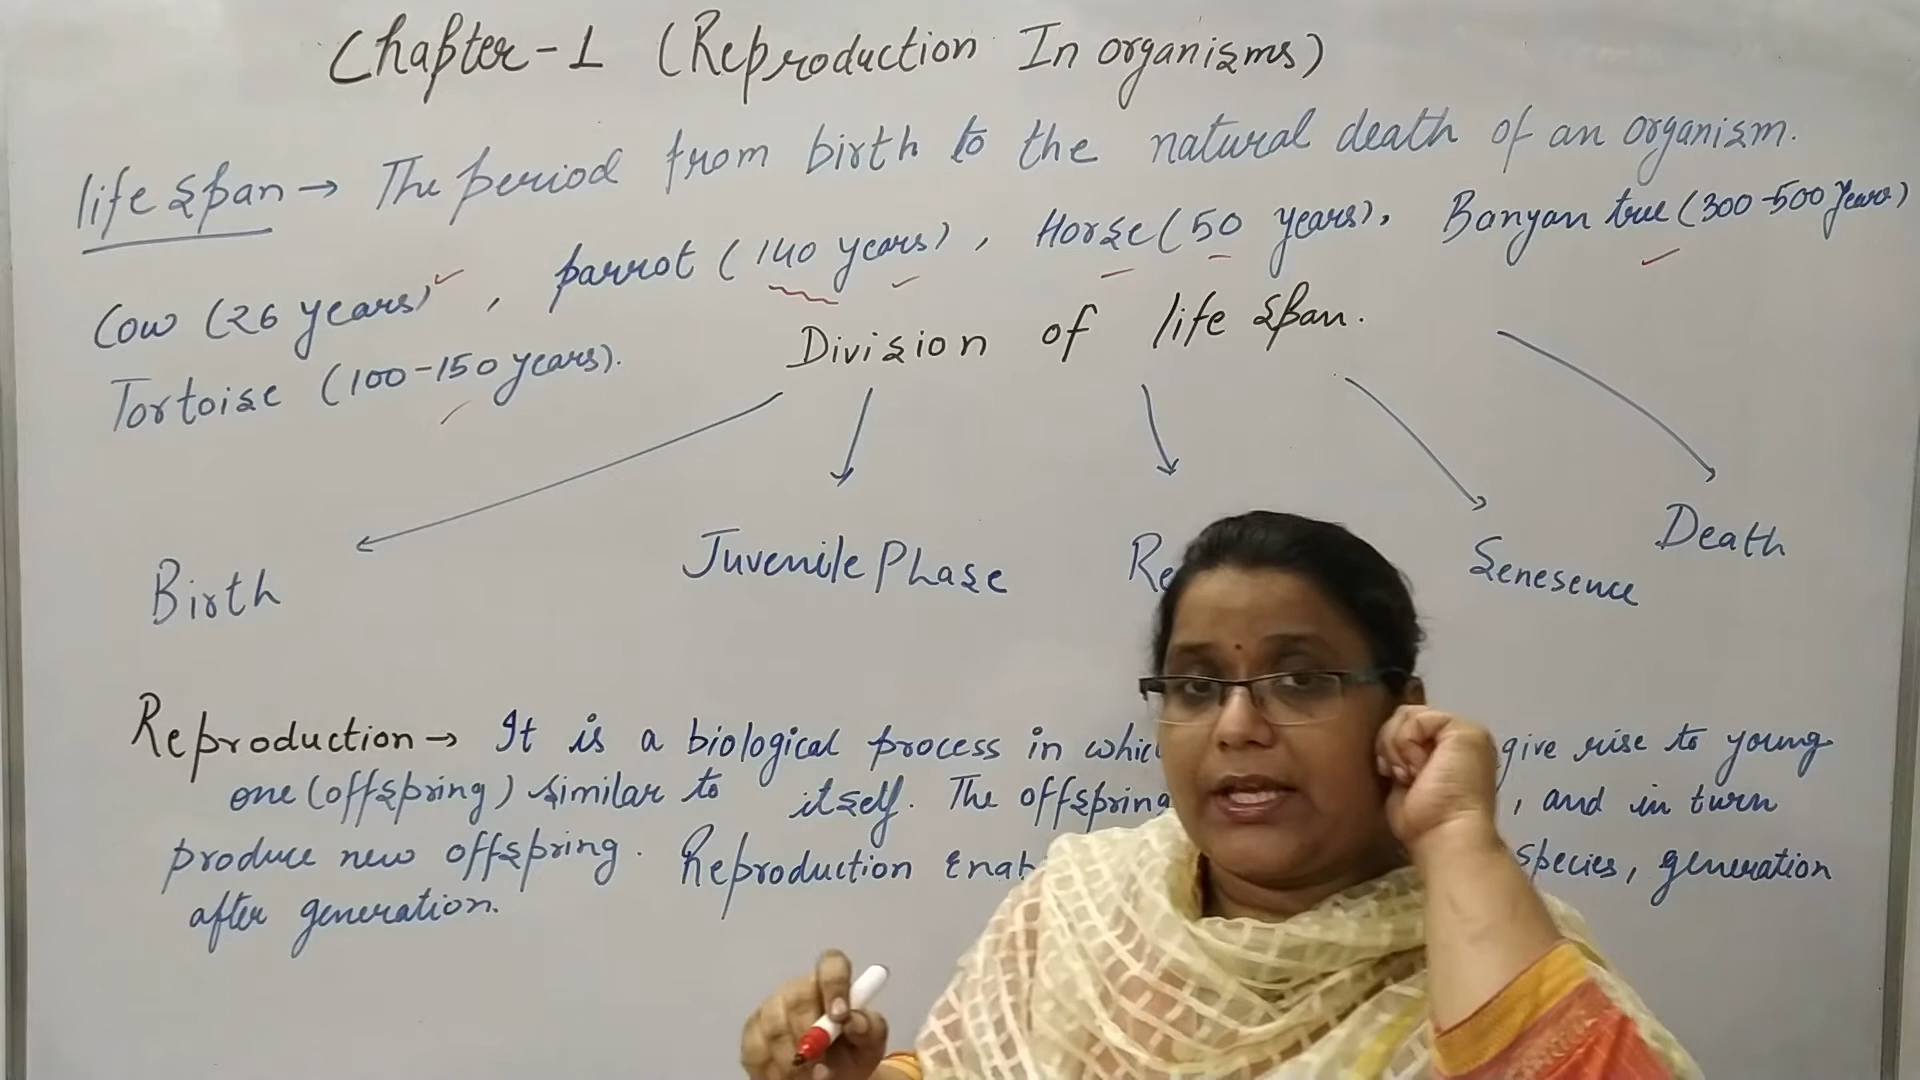 Chapter-1 (Reproduction In organisms)
life span → The period from birth to the natural death of an organism.
Cow (26 years), parrot (140 years), Horse (50 years), Banyan tree (300-500 years)
Tortoise (100-150 years).
Division of life span.
Birth Juvenile Phase Senesence Death
Reproduction → It is a biological process in give rise to young
one (offspring) similar to itself. The offspring , and in turn
produce new offspring. Reproduction species, generation
after generation.